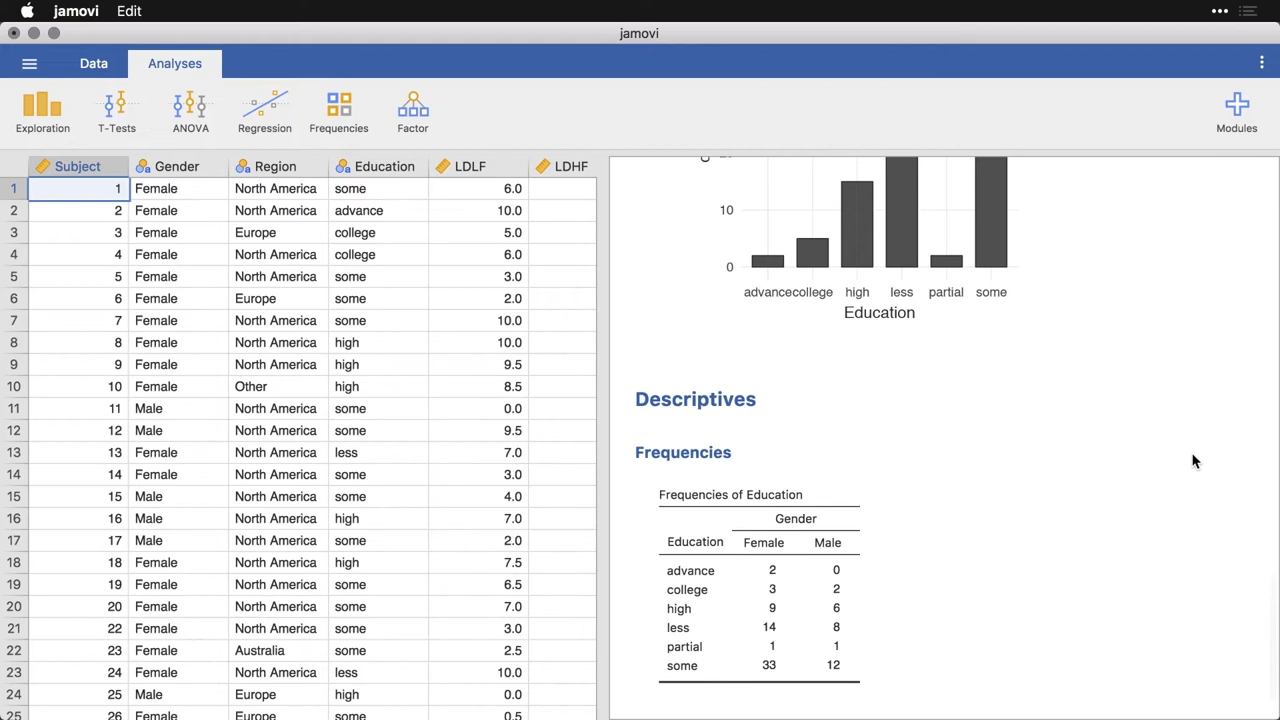 jamovi Edit
jamovi
Data Analyses
Exploration T-Tests ANOVA Regression Frequencies Factor Modules
Subject Gender Region Education LDLF LDHF
1 1 Female North America some 6.0
2 2 Female North America advance 10.0
3 3 Female Europe college 5.0
4 4 Female North America college 6.0
5 5 Female North America some 3.0
6 6 Female Europe some 2.0
7 7 Female North America some 10.0
8 8 Female North America high 10.0
9 9 Female North America high 9.5
10 10 Female Other high 8.5
11 11 Male North America some 0.0
12 12 Male North America some 9.5
13 13 Female North America less 7.0
14 14 Female North America some 3.0
15 15 Male North America some 4.0
16 16 Male North America high 7.0
17 17 Male North America some 2.0
18 18 Female North America high 7.5
19 19 Female North America some 6.5
20 20 Female North America some 7.0
21 22 Female North America some 3.0
22 23 Female Australia some 2.5
23 24 Female North America less 10.0
24 25 Male Europe high 0.0
25 26 Female Europe some 0.5
10
0
advance college high less partial some
Education
Descriptives
Frequencies
Frequencies of Education
Gender
Education Female Male
advance 2 0
college 3 2
high 9 6
less 14 8
partial 1 1
some 33 12